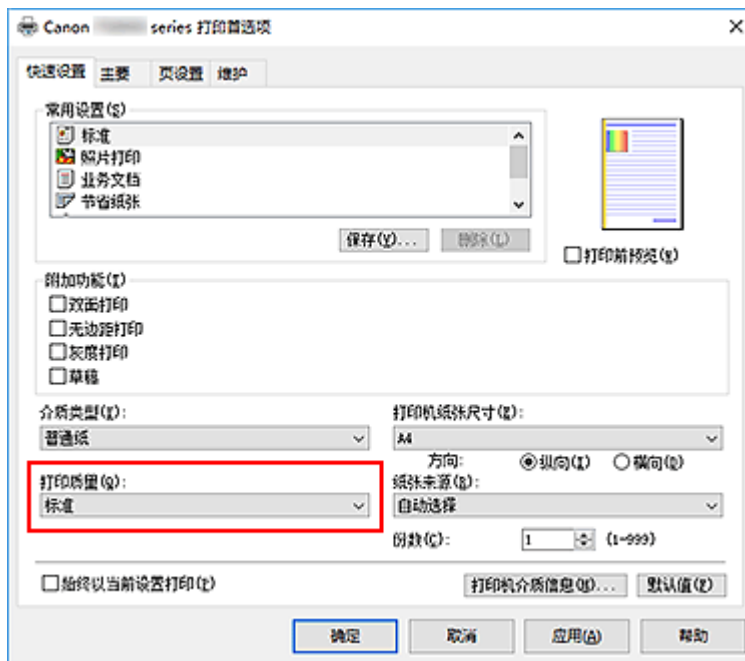 Canon series 打印首选项
快速设置 主要 页设置 维护
常用设置(S)
标准
照片打印
业务文档
节省纸张
保存(V)... 删除(L)
打印前预览(W)
附加功能(I)
双面打印
无边距打印
灰度打印
草稿
介质类型(Y):
普通纸
打印机纸张尺寸(Z):
A4
方向: 纵向(I) 横向(D)
打印质量(Q):
标准
纸张来源(B):
自动选择
份数(C): 1 (1-999)
始终以当前设置打印(P)
打印机介质信息(M)... 默认值(F)
确定 取消 应用(A) 帮助